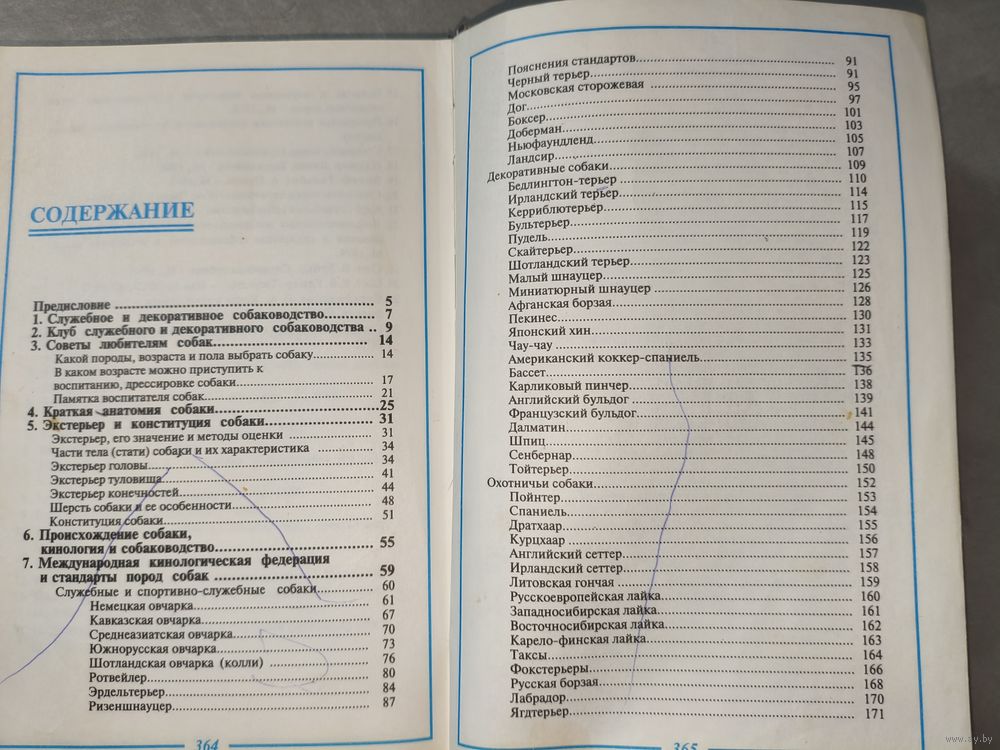 СОДЕРЖАНИЕ
Предисловие ........ 5
1. Служебное и декоративное собаководство........ 7
2. Клуб служебного и декоративного собаководства .. 9
3. Советы любителям собак........ 14
Какой породы, возраста и пола выбрать собаку........ 14
В каком возрасте можно приступить к
воспитанию, дрессировке собаки........ 17
Памятка воспитателя собак........ 21
4. Краткая анатомия собаки........ 25
5. Экстерьер и конституция собаки........ 31
Экстерьер, его значение и методы оценки ........ 31
Части тела (стати) собаки и их характеристика ........ 34
Экстерьер головы........ 34
Экстерьер туловища........ 41
Экстерьер конечностей........ 44
Шерсть собаки и ее особенности........ 48
Конституция собаки........ 51
6. Происхождение собаки,
кинология и собаководство........ 55
7. Международная кинологическая федерация
и стандарты пород собак ........ 59
Служебные и спортивно-служебные собаки........ 60
Немецкая овчарка........ 61
Кавказская овчарка........ 67
Среднеазиатская овчарка........ 70
Южнорусская овчарка........ 73
Шотландская овчарка (колли) ........ 76
Ротвейлер........ 80
Эрдельтерьер........ 84
Ризеншнауцер........ 87
364
Пояснения стандартов........ 91
Черный терьер........ 91
Московская сторожевая ........ 95
Дог........ 97
Боксер........ 101
Доберман........ 103
Ньюфаундленд........ 105
Ландсир........ 107
Декоративные собаки........ 109
Бедлингтон-терьер ........ 110
Ирландский терьер........ 114
Керриблютерьер........ 115
Бультерьер........ 117
Пудель........ 119
Скайтерьер........ 122
Шотландский терьер........ 123
Малый шнауцер........ 125
Миниатюрный шнауцер ........ 126
Афганская борзая........ 128
Пекинес........ 130
Японский хин........ 131
Чау-чау ........ 133
Американский коккер-спаниель........ 135
Бассет........ 136
Карликовый пинчер........ 138
Английский бульдог ........ 139
Французский бульдог........ 141
Далматин........ 144
Шпиц........ 145
Сенбернар........ 148
Тойтерьер........ 150
Охотничьи собаки........ 152
Пойнтер........ 153
Спаниель........ 154
Дратхаар........ 155
Курцхаар ........ 156
Английский сеттер........ 157
Ирландский сеттер........ 158
Литовская гончая ........ 159
Русскоевропейская лайка........ 160
Западносибирская лайка........ 161
Восточносибирская лайка........ 162
Карело-финская лайка........ 163
Таксы........ 164
Фокстерьеры........ 166
Русская борзая........ 168
Лабрадор........ 170
Ягдтерьер........ 171
365
www.ay.by